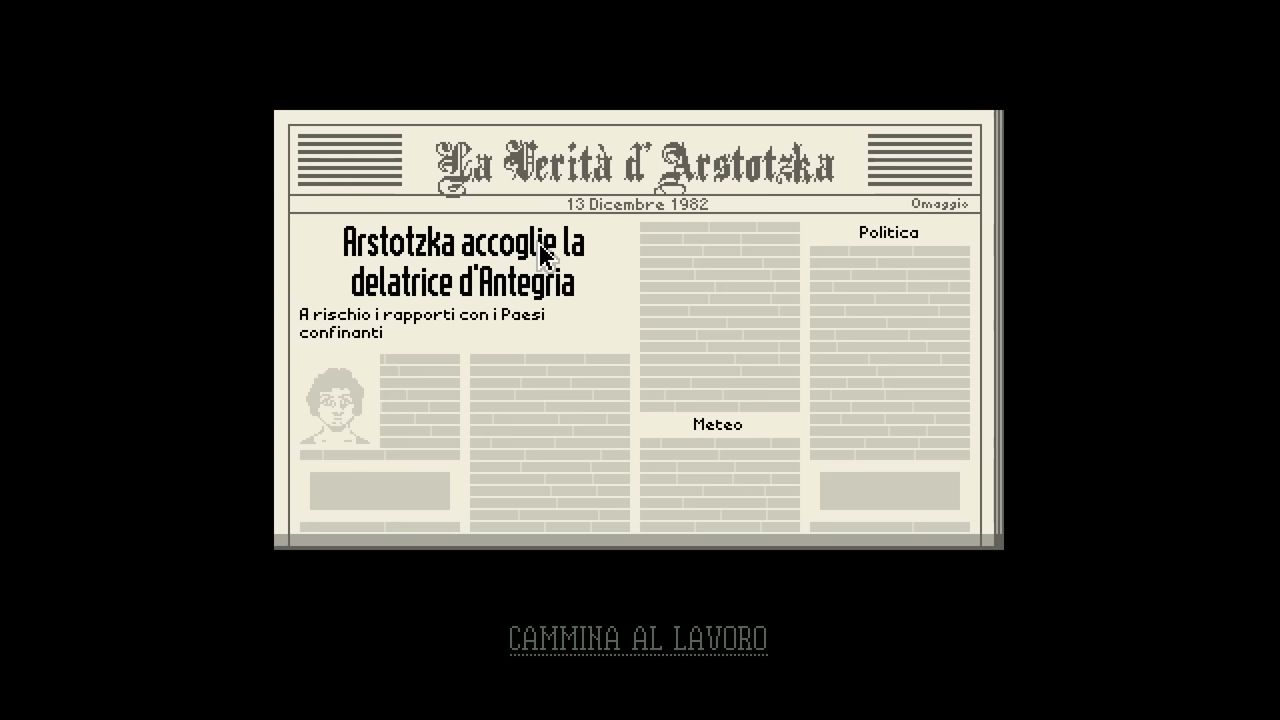 La Verità d'Arstotzka
13 Dicembre 1982
Omaggio
Arstotzka accoglie la
delatrice d'Antegria
A rischio i rapporti con i Paesi
confinanti
Meteo
Politica
CAMMINA AL LAVORO